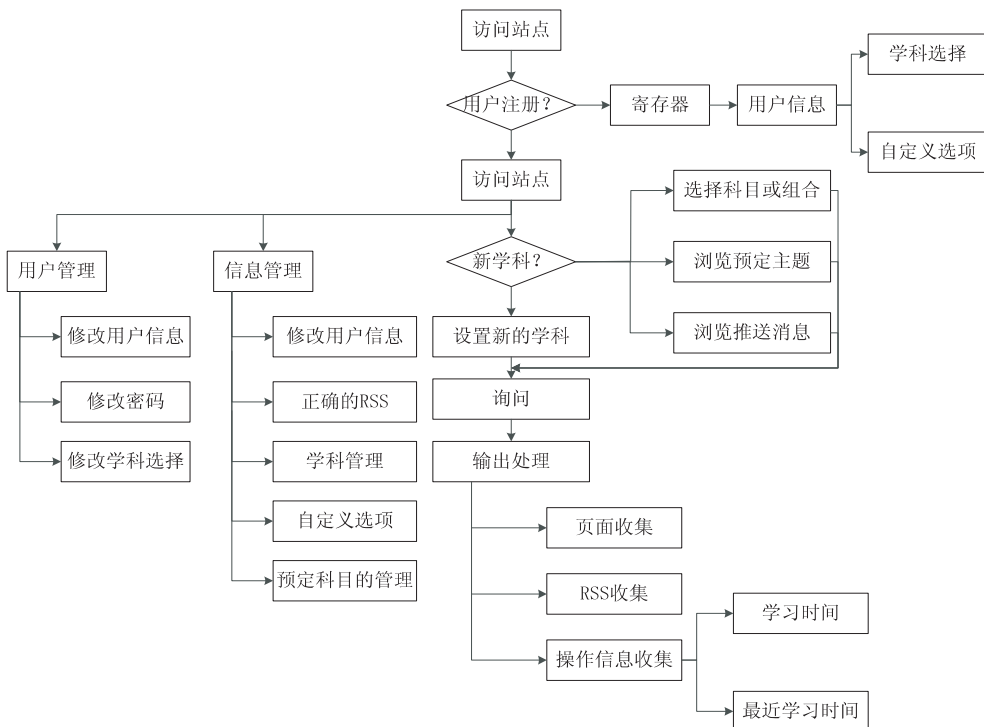 访问站点
学科选择
用户注册？
寄存器
用户信息
自定义选项
访问站点
选择科目或组合
用户管理
信息管理
新学科？
浏览预定主题
修改用户信息
修改用户信息
设置新的学科
浏览推送消息
修改密码
正确的RSS
询问
修改学科选择
学科管理
输出处理
自定义选项
页面收集
预定科目的管理
RSS收集
学习时间
操作信息收集
最近学习时间